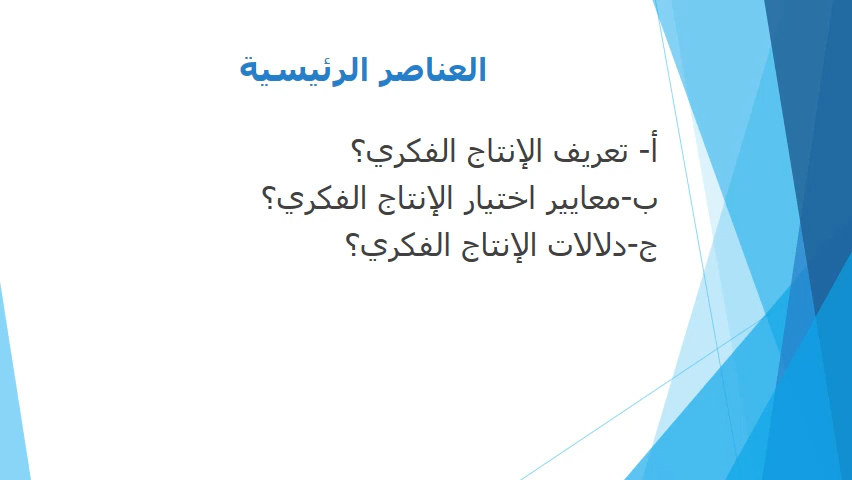 العناصر الرئيسية
أ- تعريف الإنتاج الفكري؟
ب-معايير اختيار الإنتاج الفكري؟
ج-دلالات الإنتاج الفكري؟